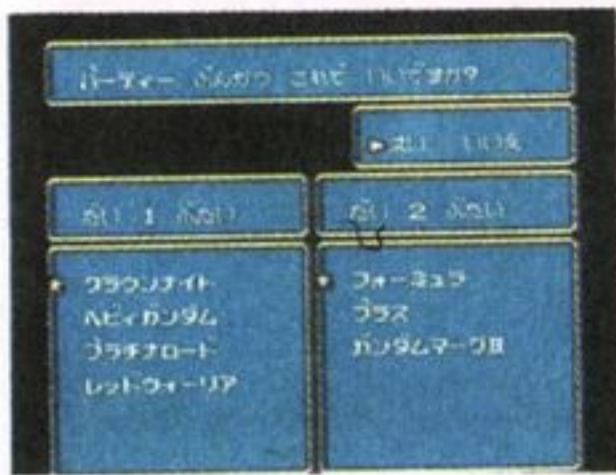 パーティー ぶんかつ これで いいですか?
はい いいえ
だい 1 ぶたい
だい 2 ぶたい
クラウンナイト
ヘビィガンダム
プラチナロード
レットウォーリア
フォーミュラ
プラス
ガンダムマークⅢ